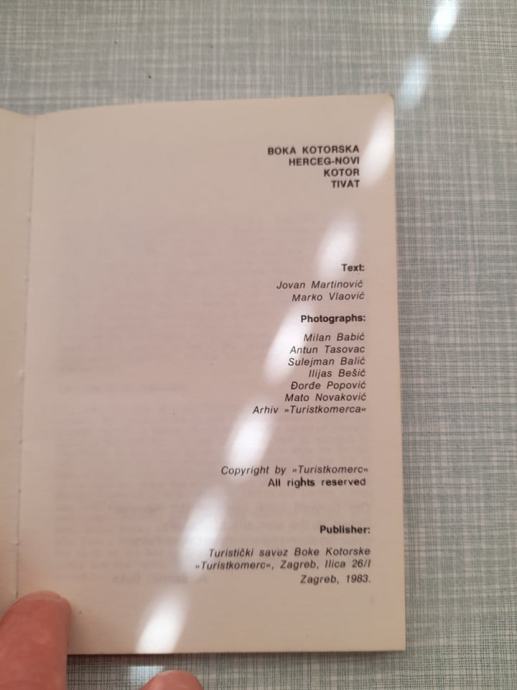 BOKA KOTORSKA
HERCEG-NOVI
KOTOR
TIVAT
Text:
Jovan Martinović
Marko Vlaović
Photographs:
Milan Babić
Antun Tasovac
Sulejman Balić
Ilijas Bešić
Đorđe Popović
Mato Novaković
Arhiv »Turistkomerca«
Copyright by »Turistkomerc«
All rights reserved
Publisher:
Turistički savez Boke Kotorske
»Turistkomerc«, Zagreb, Ilica 26/I
Zagreb, 1983.